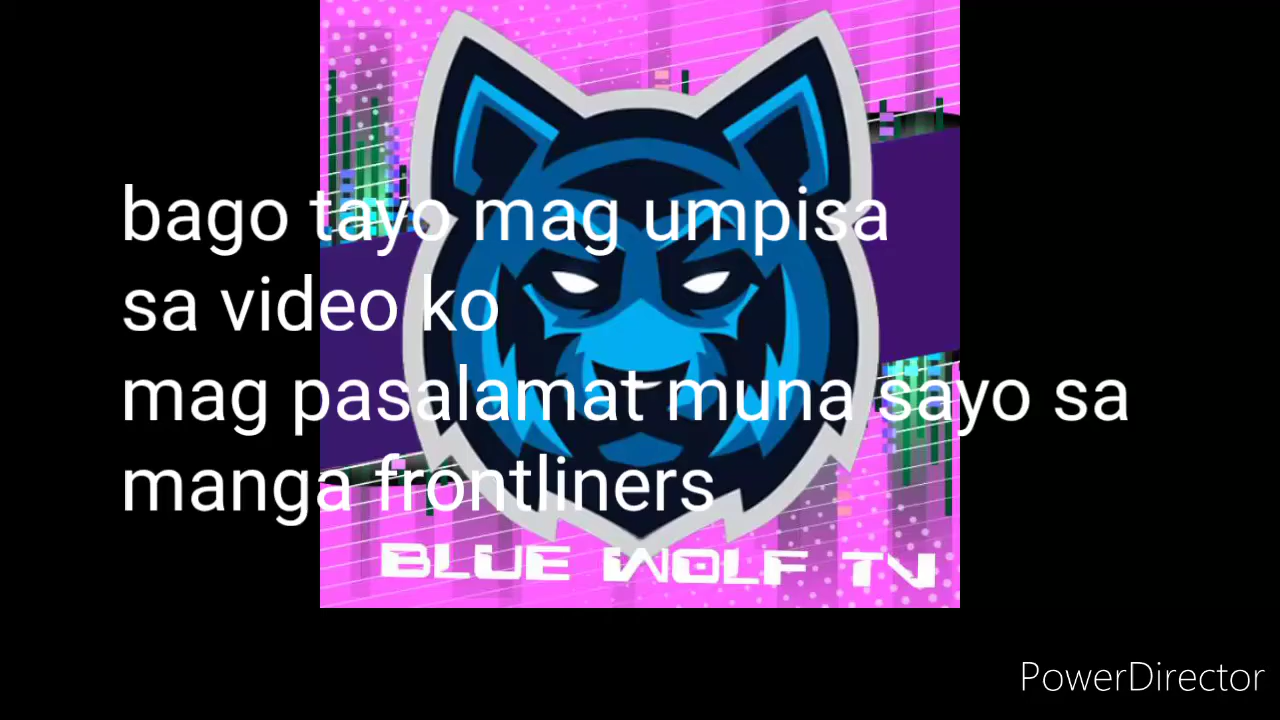 bago tayo mag umpisa
sa video ko
mag pasalamat muna sayo sa
manga frontliners
BLUE WOLF TV
PowerDirector